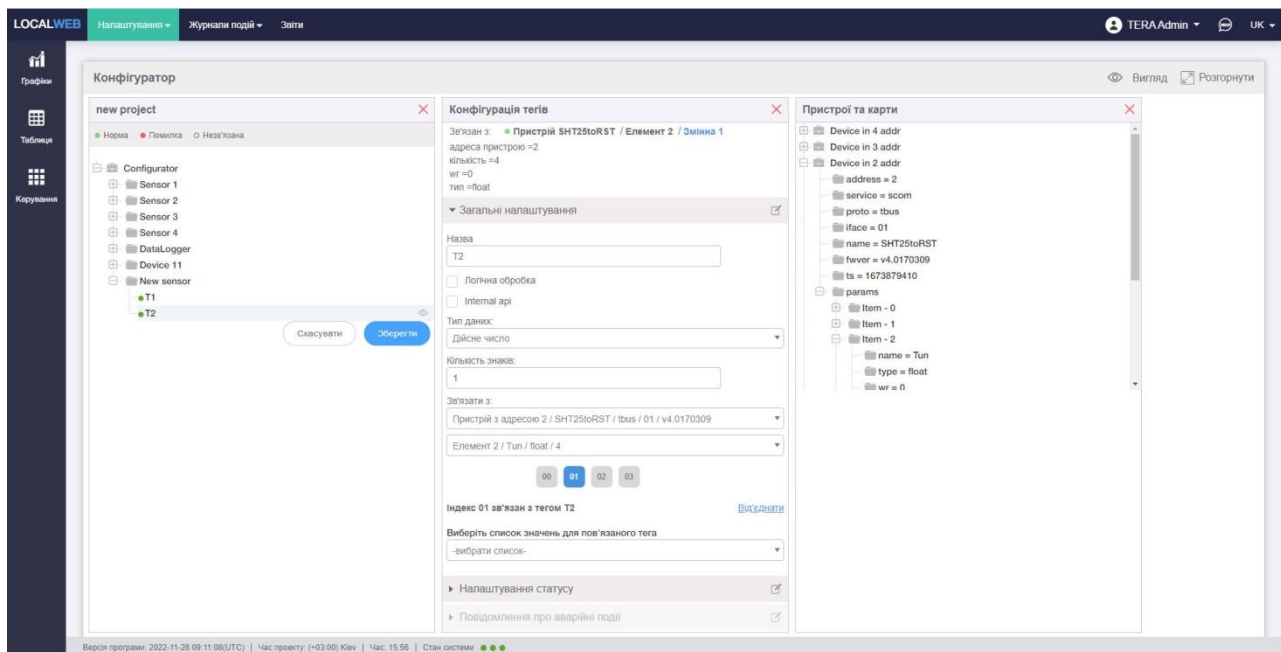 LOCALWEB Налаштування Журнали подій Звіти TERA Admin UK
Графіки
Таблиця
Керування
Конфігуратор Вигляд Розгорнути
new project
Норма Помилка Незв'язана
Configurator
Sensor 1
Sensor 2
Sensor 3
Sensor 4
DataLogger
Device 11
New sensor
T1
T2
Скасувати Зберегти
Конфігурація тегів
Зв'язан з: Пристрій SHT25toRST / Елемент 2 / Змінна 1
адреса пристрою =2
кількість =4
wr =0
тип =float
Загальні налаштування
Назва
T2
Логічна обробка
Internal api
Тип даних:
Дійсне число
Кількість знаків:
1
Зв'язати з:
Пристрій з адресою 2 / SHT25toRST / tbus / 01 / v4.0170309
Елемент 2 / Tun / float / 4
00 01 02 03
Індекс 01 зв'язан з тегом T2 Від'єднати
Виберіть список значень для пов'язаного тега
-вибрати список-
Налаштування статусу
Повідомлення про аварійні події
Пристрої та карти
Device in 4 addr
Device in 3 addr
Device in 2 addr
address = 2
service = scom
proto = tbus
iface = 01
name = SHT25toRST
fwver = v4.0170309
ts = 1673879410
params
Item - 0
Item - 1
Item - 2
name = Tun
type = float
wr = 0
Версія програми: 2022-11-28 09:11:08(UTC) | Час проекту: (+03:00) Kiev | Час: 15:56 | Стан системи